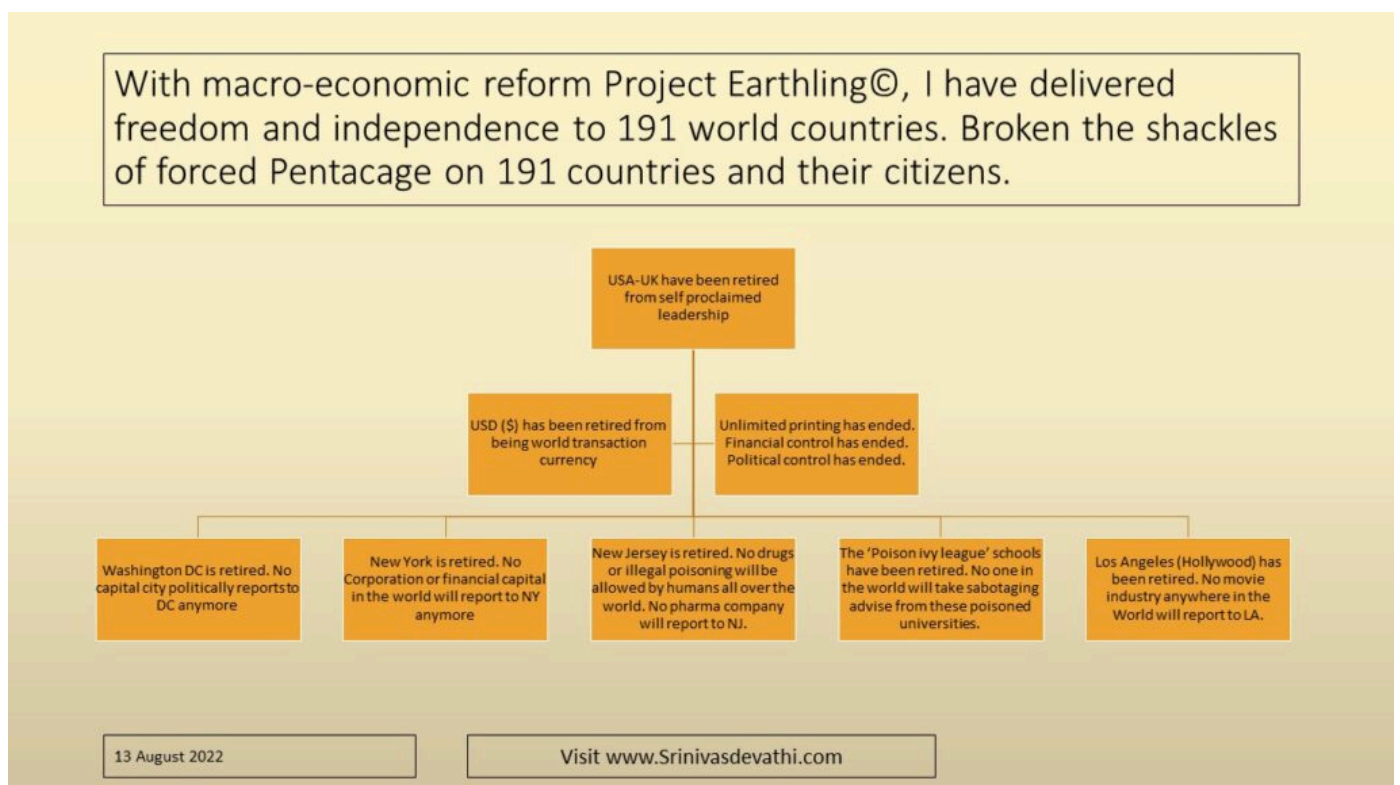 With macro-economic reform Project Earthling©, I have delivered
freedom and independence to 191 world countries. Broken the shackles
of forced Pentacage on 191 countries and their citizens.
USA-UK have been retired
from self proclaimed
leadership
USD ($) has been retired from
being world transaction
currency
Unlimited printing has ended.
Financial control has ended.
Political control has ended.
Washington DC is retired. No
capital city politically reports to
DC anymore
New York is retired. No
Corporation or financial capital
in the world will report to NY
anymore
New Jersey is retired. No drugs
or illegal poisoning will be
allowed by humans all over the
world. No pharma company
will report to NJ.
The 'Poison ivy league' schools
have been retired. No one in
the world will take sabotaging
advise from these poisoned
universities.
Los Angeles (Hollywood) has
been retired. No movie
industry anywhere in the
World will report to LA.
13 August 2022
Visit www.Srinivasdevathi.com